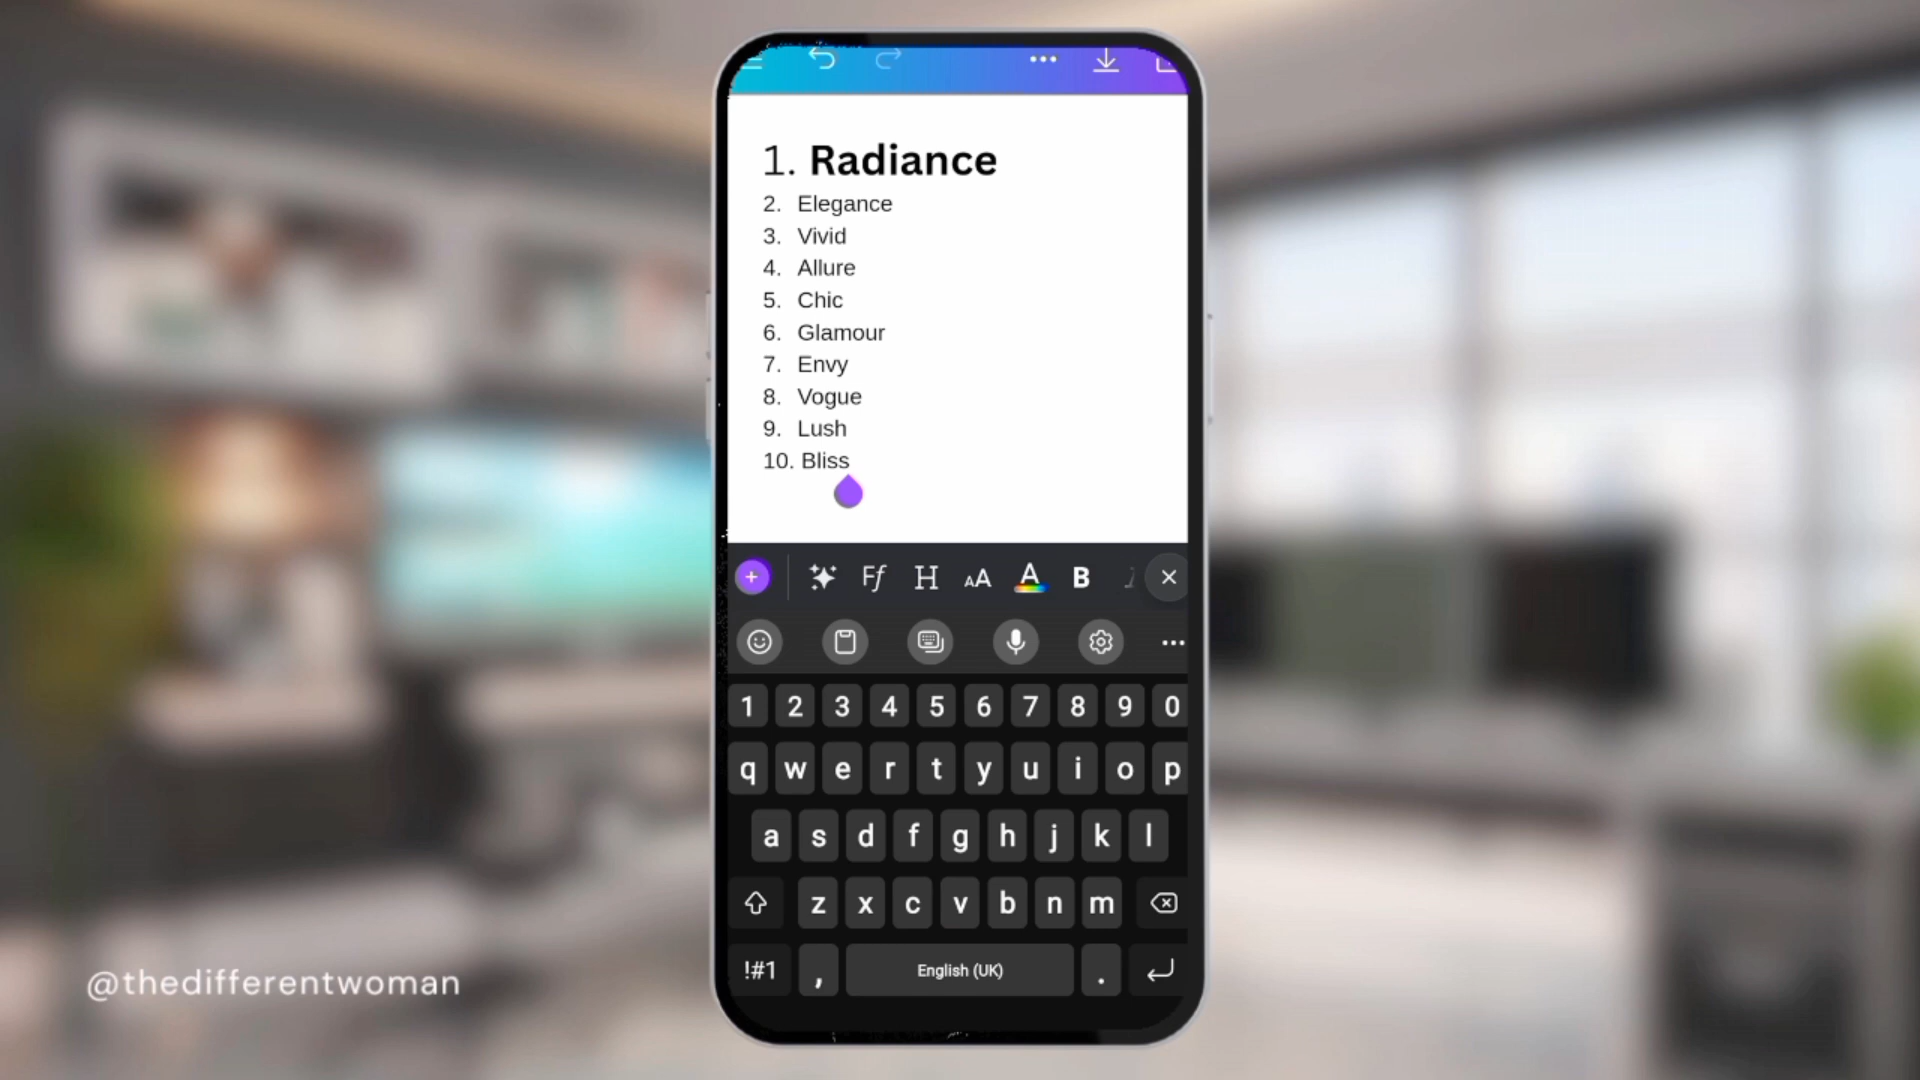 1. Radiance
2. Elegance
3. Vivid
4. Allure
5. Chic
6. Glamour
7. Envy
8. Vogue
9. Lush
10. Bliss
+ Ff H AA A B
1 2 3 4 5 6 7 8 9 0
q w e r t y u i o p
a s d f g h j k l
z x c v b n m
!#1 , English (UK) .
@thedifferentwoman